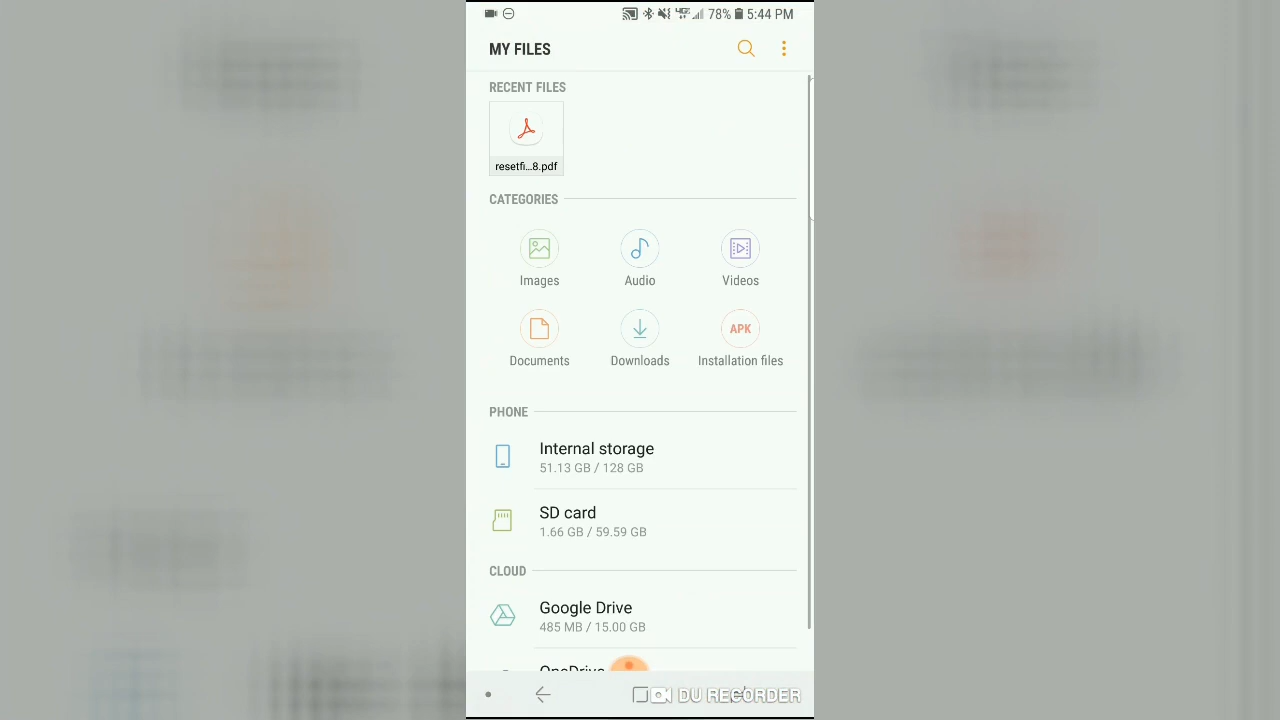 78% 5:44 PM
MY FILES
RECENT FILES
resetfi...8.pdf
CATEGORIES
Images
Audio
Videos
Documents
Downloads
APK
Installation files
PHONE
Internal storage
51.13 GB / 128 GB
SD card
1.66 GB / 59.59 GB
CLOUD
Google Drive
485 MB / 15.00 GB
OneDrive
DU RECORDER